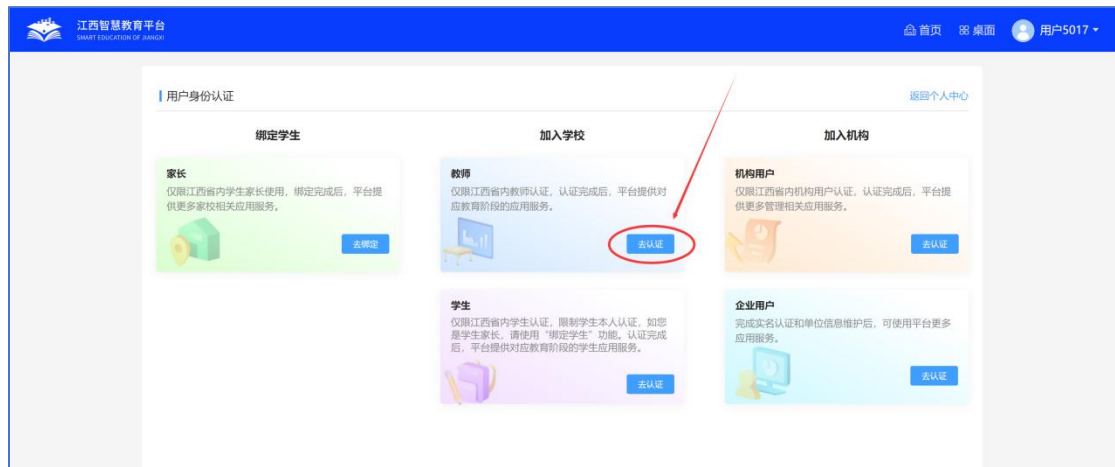 江西智慧教育平台
SMART EDUCATION OF JIANGXI
首页
桌面
用户5017
用户身份认证
返回个人中心
绑定学生
加入学校
加入机构
家长
仅限江西省内学生家长使用，绑定完成后，平台提
供更多家校相关应用服务。
去绑定
教师
仅限江西省内教师认证，认证完成后，平台提供对
应教育阶段的应用服务。
去认证
机构用户
仅限江西省内机构用户认证，认证完成后，平台提
供更多管理相关应用服务。
去认证
学生
仅限江西省内学生认证，限制学生本人认证，如您
是学生家长，请使用“绑定学生”功能。认证完成
后，平台提供对应教育阶段的学生应用服务。
去认证
企业用户
完成实名认证和单位信息维护后，可使用平台更多
应用服务。
去认证